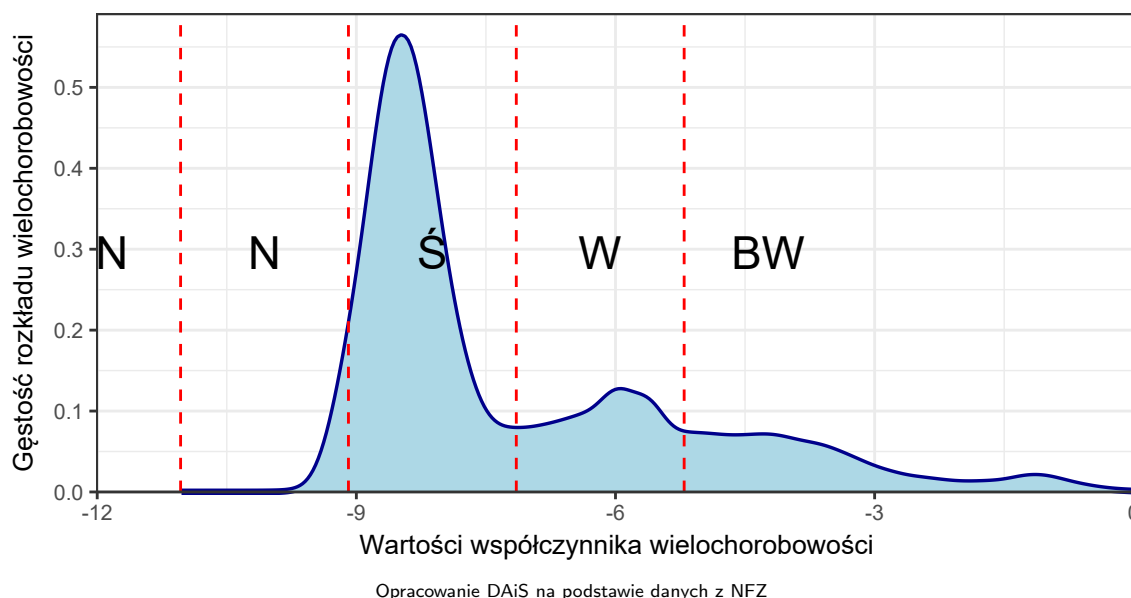 Gęstość rozkładu wielochorobowości
0.5
0.4
0.3
0.2
0.1
0.0
N N Ś W BW
-12 -9 -6 -3 0
Wartości współczynnika wielochorobowości
Opracowanie DAiS na podstawie danych z NFZ